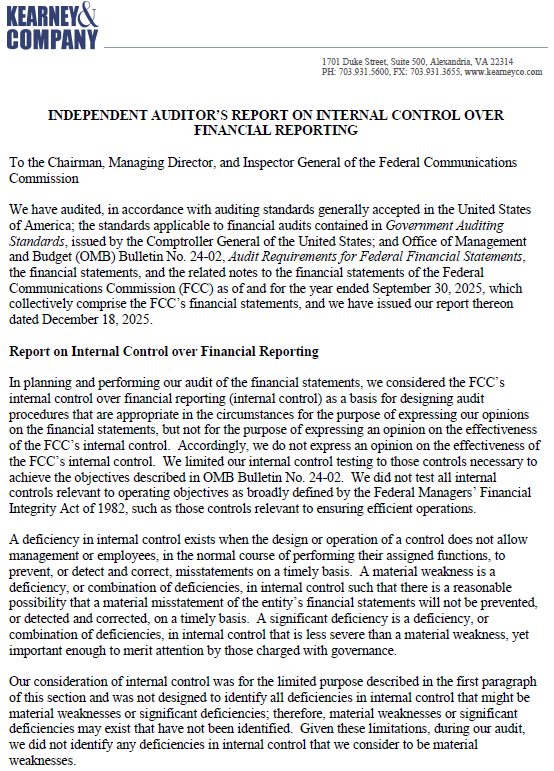 KEARNEY&
COMPANY
1701 Duke Street, Suite 500, Alexandria, VA 22314
PH: 703.931.5600, FX: 703.931.3655, www.kearneyco.com
INDEPENDENT AUDITOR’S REPORT ON INTERNAL CONTROL OVER
FINANCIAL REPORTING
To the Chairman, Managing Director, and Inspector General of the Federal Communications
Commission
We have audited, in accordance with auditing standards generally accepted in the United States
of America; the standards applicable to financial audits contained in Government Auditing
Standards, issued by the Comptroller General of the United States; and Office of Management
and Budget (OMB) Bulletin No. 24-02, Audit Requirements for Federal Financial Statements,
the financial statements, and the related notes to the financial statements of the Federal
Communications Commission (FCC) as of and for the year ended September 30, 2025, which
collectively comprise the FCC’s financial statements, and we have issued our report thereon
dated December 18, 2025.
Report on Internal Control over Financial Reporting
In planning and performing our audit of the financial statements, we considered the FCC’s
internal control over financial reporting (internal control) as a basis for designing audit
procedures that are appropriate in the circumstances for the purpose of expressing our opinions
on the financial statements, but not for the purpose of expressing an opinion on the effectiveness
of the FCC’s internal control. Accordingly, we do not express an opinion on the effectiveness of
the FCC’s internal control. We limited our internal control testing to those controls necessary to
achieve the objectives described in OMB Bulletin No. 24-02. We did not test all internal
controls relevant to operating objectives as broadly defined by the Federal Managers’ Financial
Integrity Act of 1982, such as those controls relevant to ensuring efficient operations.
A deficiency in internal control exists when the design or operation of a control does not allow
management or employees, in the normal course of performing their assigned functions, to
prevent, or detect and correct, misstatements on a timely basis. A material weakness is a
deficiency, or combination of deficiencies, in internal control such that there is a reasonable
possibility that a material misstatement of the entity’s financial statements will not be prevented,
or detected and corrected, on a timely basis. A significant deficiency is a deficiency, or
combination of deficiencies, in internal control that is less severe than a material weakness, yet
important enough to merit attention by those charged with governance.
Our consideration of internal control was for the limited purpose described in the first paragraph
of this section and was not designed to identify all deficiencies in internal control that might be
material weaknesses or significant deficiencies; therefore, material weaknesses or significant
deficiencies may exist that have not been identified. Given these limitations, during our audit,
we did not identify any deficiencies in internal control that we consider to be material
weaknesses.